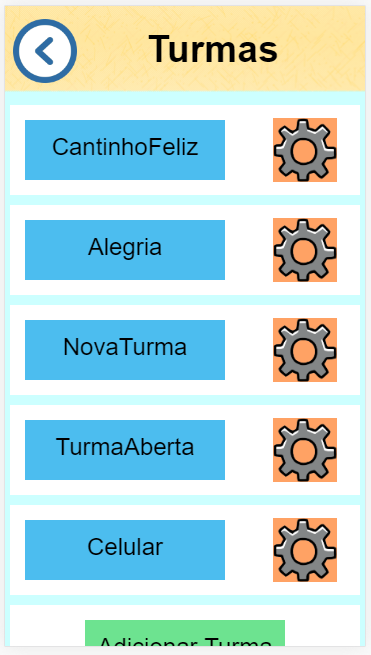 Turmas
CantinhoFeliz
Alegria
NovaTurma
TurmaAberta
Celular
Adicionar Turma